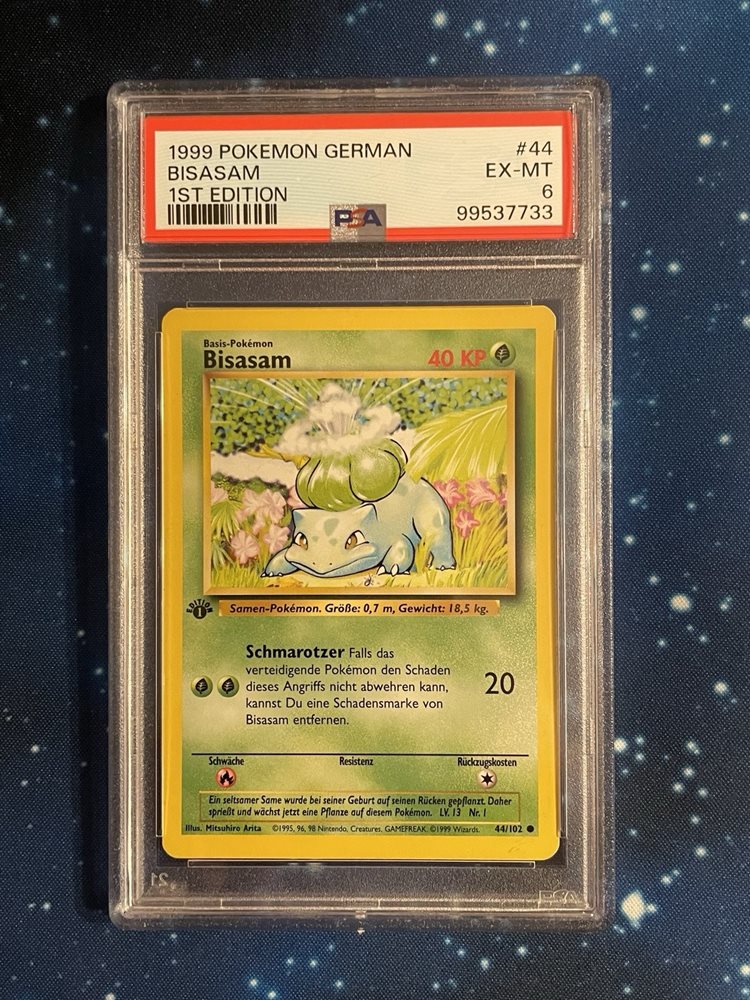 1999 POKEMON GERMAN #44
BISASAM EX-MT
1ST EDITION 6
PSA 99537733
Basis-Pokémon
Bisasam 40 KP
EDITION 1
Samen-Pokémon. Größe: 0,7 m, Gewicht: 18,5 kg.
Schmarotzer Falls das
verteidigende Pokémon den Schaden
dieses Angriffs nicht abwehren kann, 20
kannst Du eine Schadensmarke von
Bisasam entfernen.
Schwäche Resistenz Rückzugskosten
Ein seltsamer Same wurde bei seiner Geburt auf seinen Rücken gepflanzt. Daher
sprießt und wächst jetzt eine Pflanze auf diesem Pokémon. LV. 13 Nr. 1
Illus. Mitsuhiro Arita ©1995, 96, 98 Nintendo, Creatures, GAMEFREAK. ©1999 Wizards. 44/102